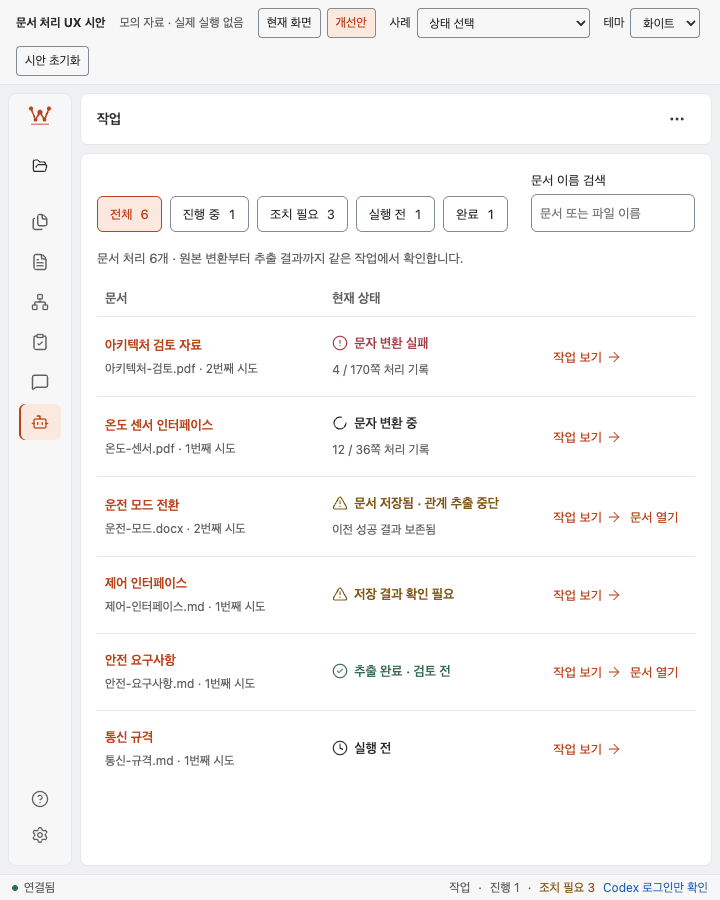 문서 처리 UX 시안 모의 자료 · 실제 실행 없음 현재 화면 개선안 사례 상태 선택 테마 화이트
시안 초기화
작업
문서 이름 검색
전체 6 진행 중 1 조치 필요 3 실행 전 1 완료 1 문서 또는 파일 이름
문서 처리 6개 · 원본 변환부터 추출 결과까지 같은 작업에서 확인합니다.
문서 현재 상태
아키텍처 검토 자료 문자 변환 실패
아키텍처-검토.pdf · 2번째 시도 4 / 170쪽 처리 기록 작업 보기 →
온도 센서 인터페이스 문자 변환 중
온도-센서.pdf · 1번째 시도 12 / 36쪽 처리 기록 작업 보기 →
운전 모드 전환 문서 저장됨 · 관계 추출 중단
운전-모드.docx · 2번째 시도 이전 성공 결과 보존됨 작업 보기 → 문서 열기
제어 인터페이스 저장 결과 확인 필요 작업 보기 →
제어-인터페이스.md · 1번째 시도
안전 요구사항 추출 완료 · 검토 전 작업 보기 → 문서 열기
안전-요구사항.md · 1번째 시도
통신 규격 실행 전 작업 보기 →
통신-규격.md · 1번째 시도
연결됨 작업 · 진행 1 · 조치 필요 3 Codex 로그인만 확인